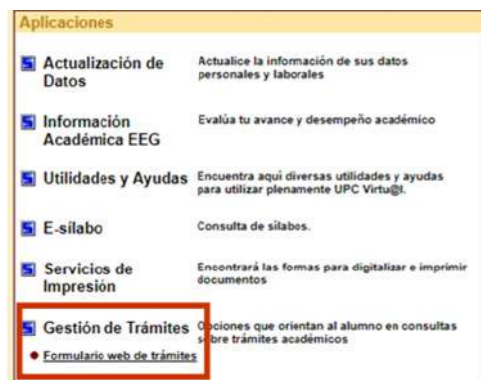 Aplicaciones
Actualización de Datos
Actualice la información de sus datos
personales y laborales
Información
Académica EEG
Evalúa tu avance y desempeño académico
Utilidades y Ayudas
Encuentra aquí diversas utilidades y ayudas
para utilizar plenamente UPC Virtu@l.
E-sílabo
Consulta de sílabos.
Servicios de
Impresión
Encontrará las formas para digitalizar e imprimir
documentos
Gestión de Trámites
Opciones que orientan al alumno en consultas
sobre trámites académicos
Formulario web de trámites